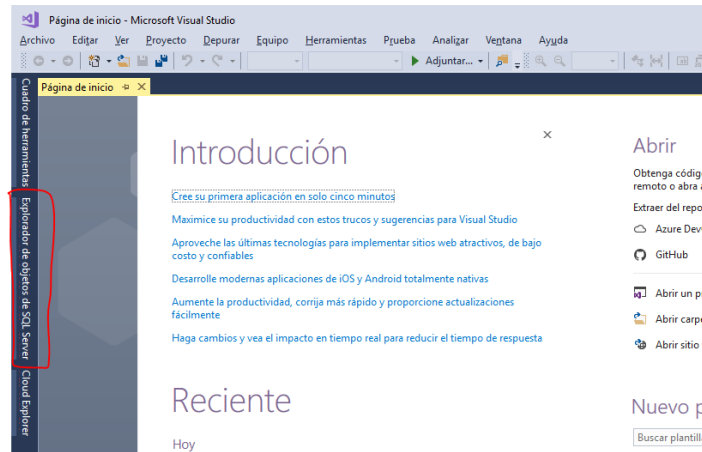 Página de inicio - Microsoft Visual Studio
Archivo Editar Ver Proyecto Depurar Equipo Herramientas Prueba Analizar Ventana Ayuda
Adjuntar...
Cuadro de herramientas
Explorador de objetos de SQL Server
Cloud Explorer
Página de inicio
Introducción
Cree su primera aplicación en solo cinco minutos
Maximice su productividad con estos trucos y sugerencias para Visual Studio
Aproveche las últimas tecnologías para implementar sitios web atractivos, de bajo
costo y confiables
Desarrolle modernas aplicaciones de iOS y Android totalmente nativas
Aumente la productividad, corrija más rápido y proporcione actualizaciones
fácilmente
Haga cambios y vea el impacto en tiempo real para reducir el tiempo de respuesta
Reciente
Hoy
Abrir
Obtenga códig
remoto o abra
Extraer del repo
Azure Dev
GitHub
Abrir un p
Abrir carpe
Abrir sitio
Nuevo p
Buscar plantill